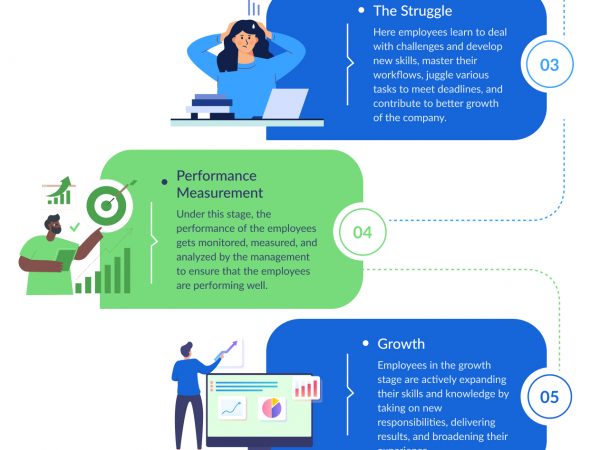 The Struggle
Here employees learn to deal
with challenges and develop
new skills, master their
workflows, juggle various
tasks to meet deadlines, and
contribute to better growth
of the company.
03
Performance
Measurement
Under this stage, the
performance of the employees
gets monitored, measured, and
analyzed by the management
to ensure that the employees
are performing well.
04
Growth
Employees in the growth
stage are actively expanding
their skills and knowledge by
taking on new
responsibilities, delivering
results, and broadening their
05